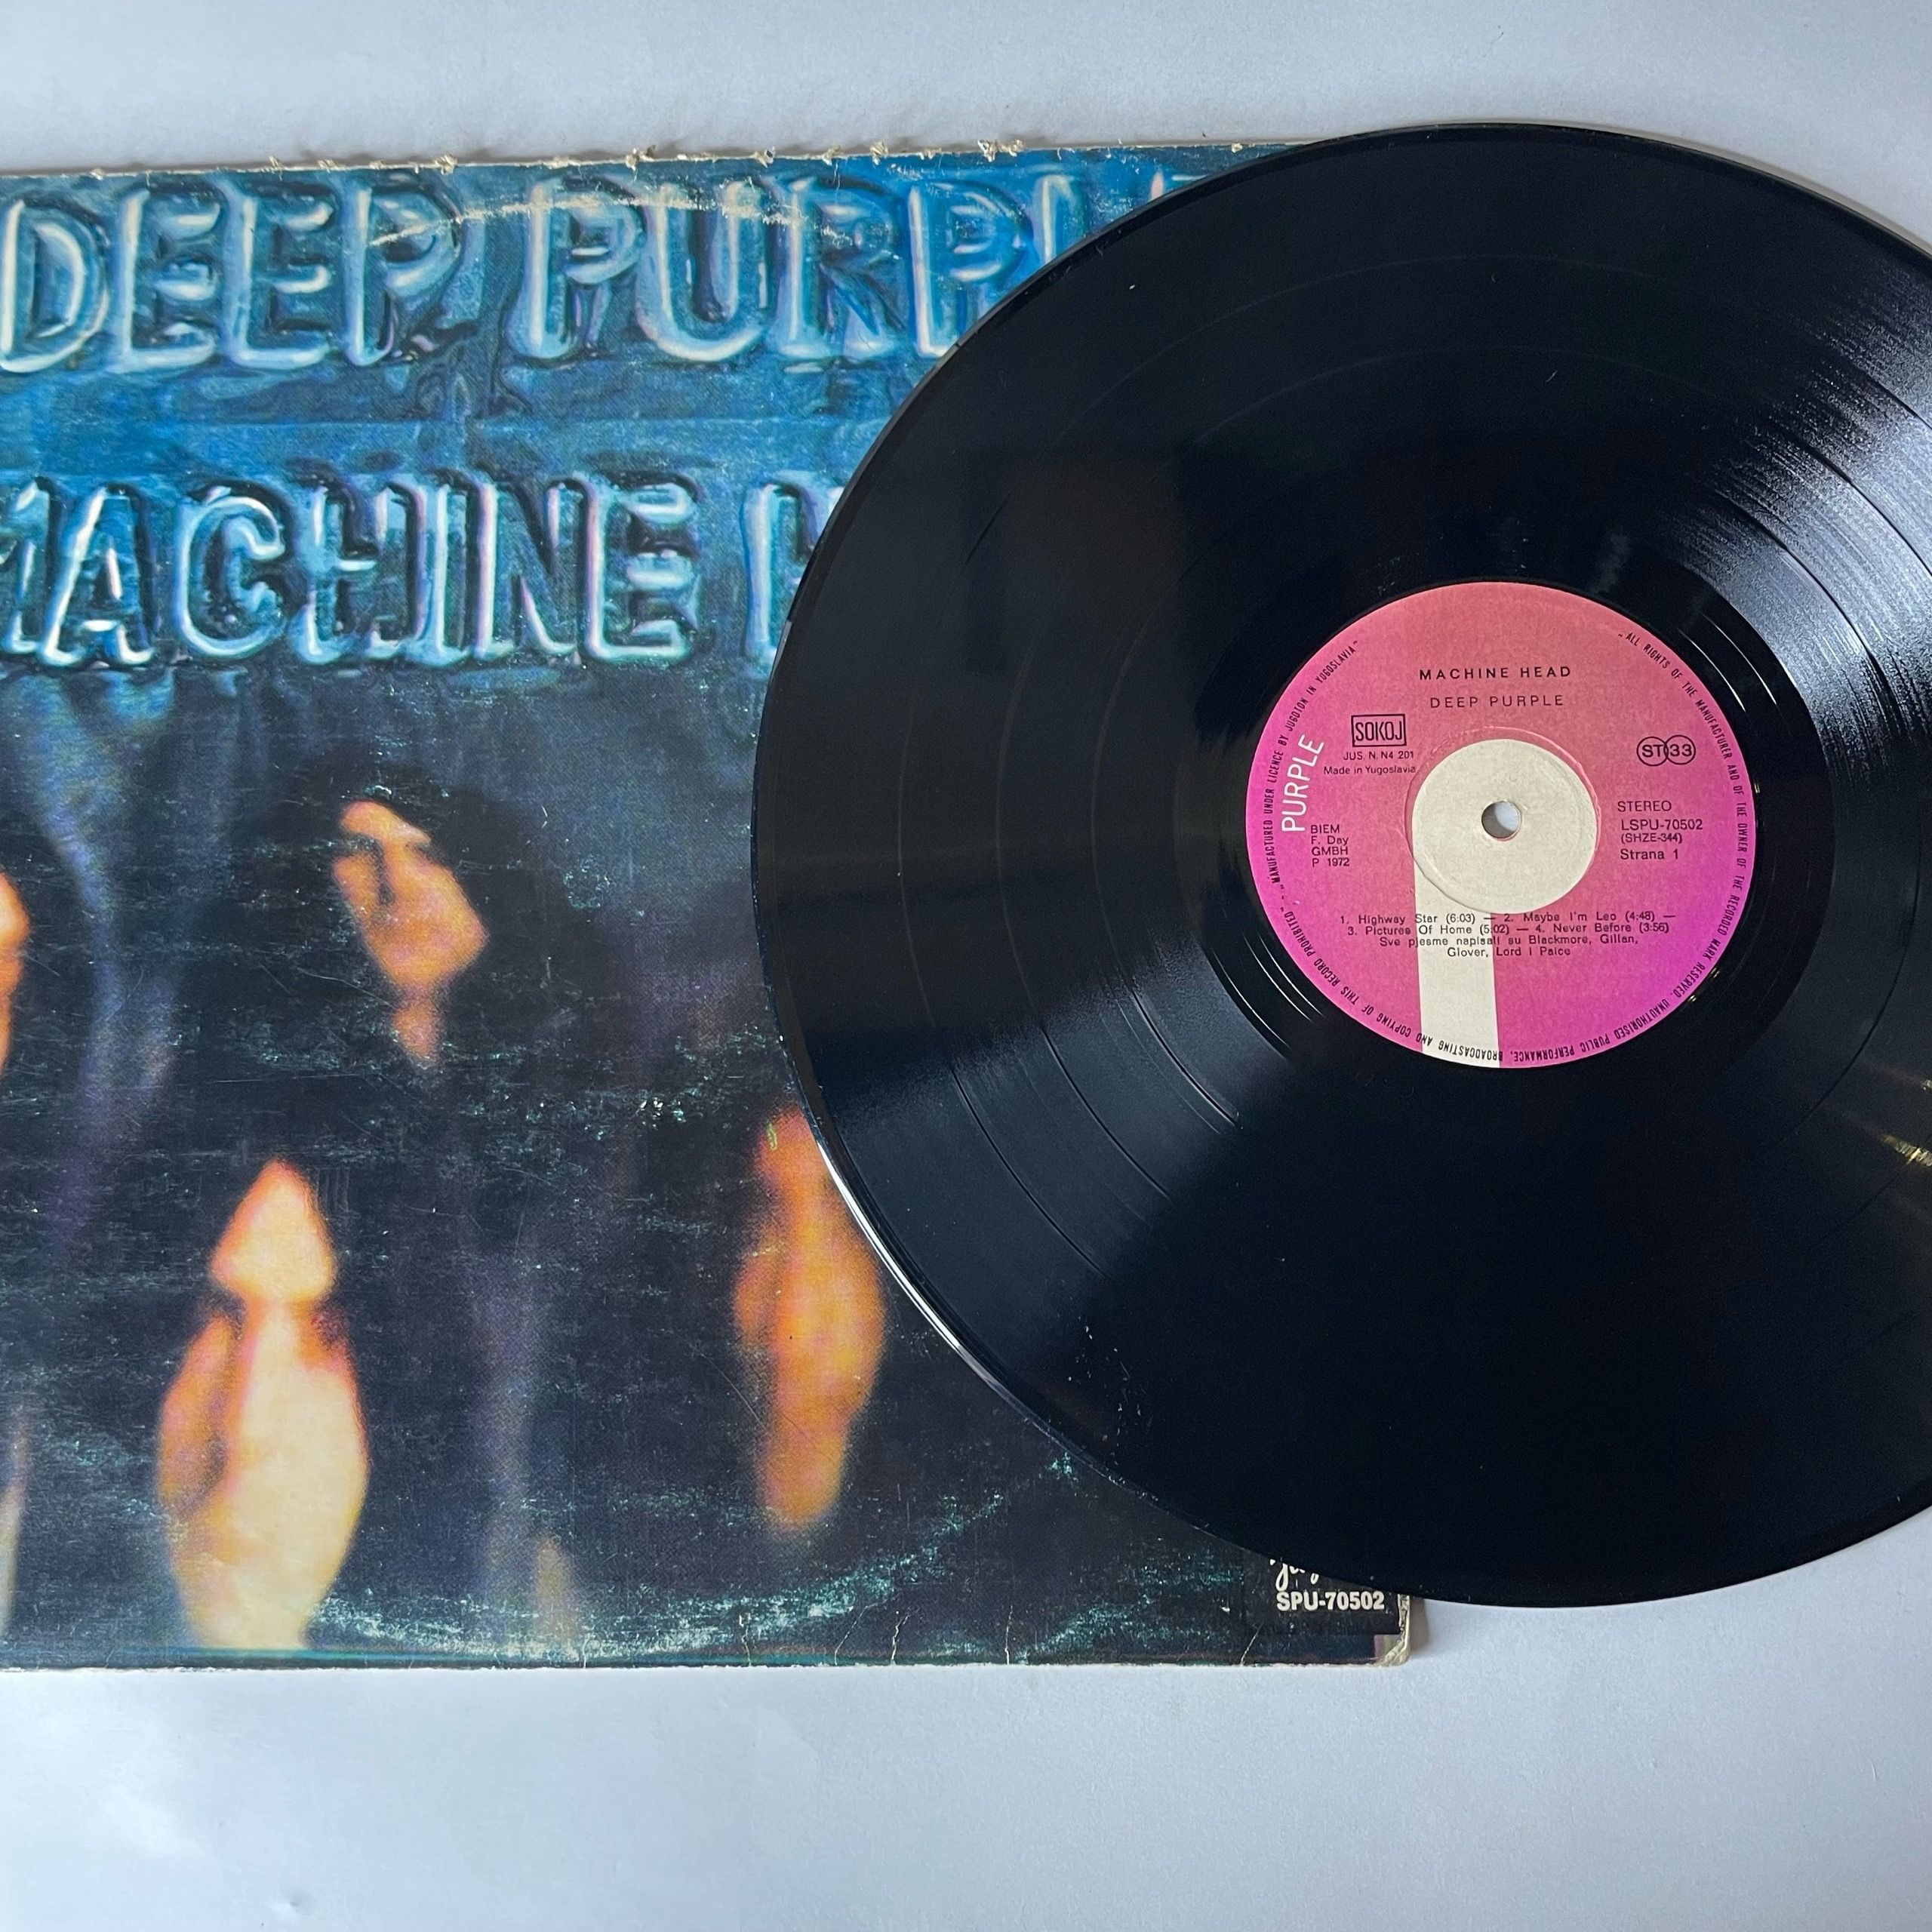 DEEP PURPL
MACHINE H
MACHINE HEAD
DEEP PURPLE
SOKOJ
JUS. N. N4 201
Made in Yugoslavia
ST 33
PURPLE
BIEM
F. Day
GMBH
P 1972
STEREO
LSPU-70502
(SHZE-344)
Strana 1
1. Highway Star (6:03) — 2. Maybe I'm Leo (4:48) —
3. Pictures Of Home (5:02) — 4. Never Before (3:56)
Sve pjesme napisali su Blackmore, Gillan,
Glover, Lord i Paice
„MANUFACTURED UNDER LICENCE BY JUGOTON IN YUGOSLAVIA"
„ALL RIGHTS OF THE MANUFACTURER AND OF THE OWNER OF THE RECORDED MARK RESERVED. UNAUTHORISED PUBLIC PERFORMANCE, BROADCASTING AND COPYING OF THIS RECORD PROHIBITED"
SPU-70502